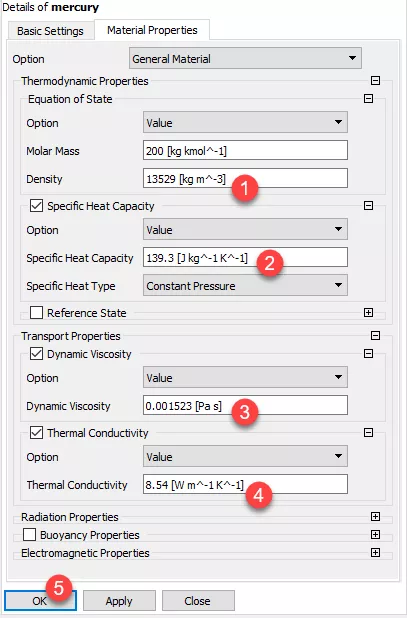 Details of mercury
Basic Settings Material Properties
Option General Material
Thermodynamic Properties
Equation of State
Option Value
Molar Mass 200 [kg kmol^-1]
Density 13529 [kg m^-3]
1
Specific Heat Capacity
Option Value
Specific Heat Capacity 139.3 [J kg^-1 K^-1]
2
Specific Heat Type Constant Pressure
Reference State
Transport Properties
Dynamic Viscosity
Option Value
Dynamic Viscosity 0.001523 [Pa s]
3
Thermal Conductivity
Option Value
Thermal Conductivity 8.54 [W m^-1 K^-1]
4
Radiation Properties
Buoyancy Properties
Electromagnetic Properties
5
OK Apply Close